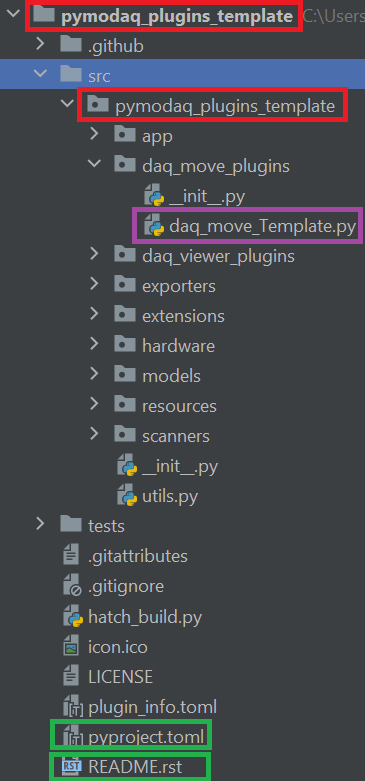 pymodaq_plugins_template C:\Users
.github
src
pymodaq_plugins_template
app
daq_move_plugins
__init__.py
daq_move_Template.py
daq_viewer_plugins
exporters
extensions
hardware
models
resources
scanners
__init__.py
utils.py
tests
.gitattributes
.gitignore
hatch_build.py
icon.ico
LICENSE
plugin_info.toml
pyproject.toml
RST README.rst